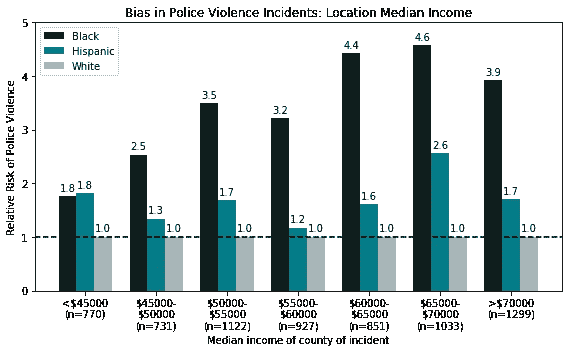 Bias in Police Violence Incidents: Location Median Income
Relative Risk of Police Violence
5
4
3
2
1
0
Black
Hispanic
White
1.8 1.8 1.0
2.5 1.3 1.0
3.5 1.7 1.0
3.2 1.2 1.0
4.4 1.6 1.0
4.6 2.6 1.0
3.9 1.7 1.0
<$45000
(n=770)
$45000-
$50000
(n=731)
$50000-
$55000
(n=1122)
$55000-
$60000
(n=927)
$60000-
$65000
(n=851)
$65000-
$70000
(n=1033)
>$70000
(n=1299)
Median income of county of incident